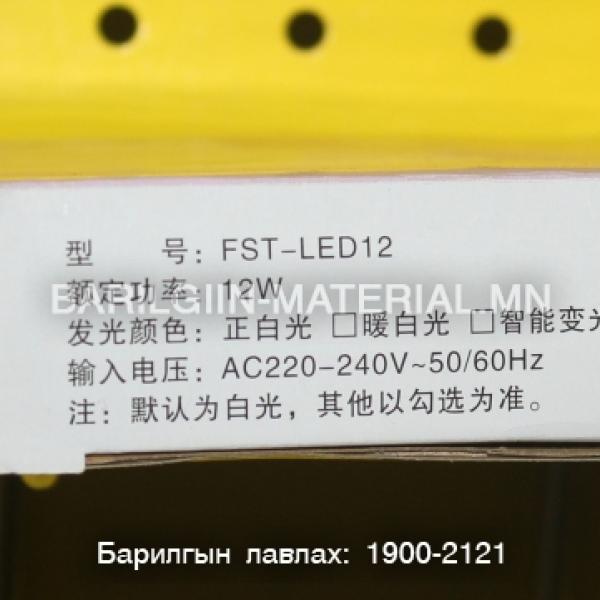 型 号: FST-LED12
额定功率: 12W
BARILGIIN-MATERIAL.MN
发光颜色: 正白光 □暖白光 □智能变光
输入电压: AC220-240V~50/60Hz
注: 默认为白光, 其他以勾选为准。
Барилгын лавлах: 1900-2121